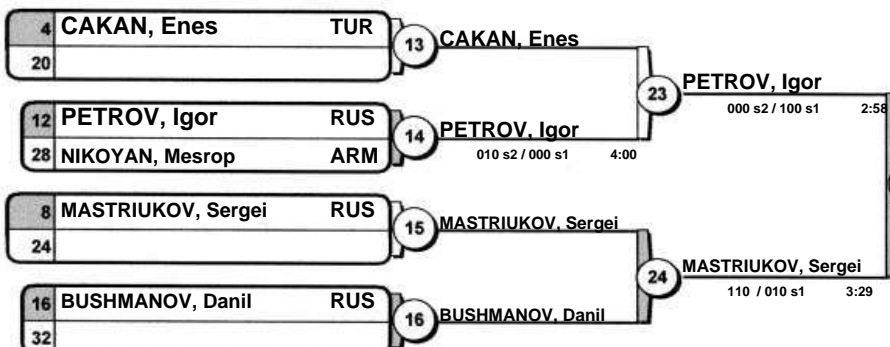 4 CAKAN, Enes TUR
20
13 CAKAN, Enes
12 PETROV, Igor RUS
28 NIKOYAN, Mesrop ARM
14 PETROV, Igor
010 s2 / 000 s1 4:00
23 PETROV, Igor
000 s2 / 100 s1 2:58
8 MASTRIUKOV, Sergei RUS
24
15 MASTRIUKOV, Sergei
16 BUSHMANOV, Danil RUS
32
16 BUSHMANOV, Danil
24 MASTRIUKOV, Sergei
110 / 010 s1 3:29